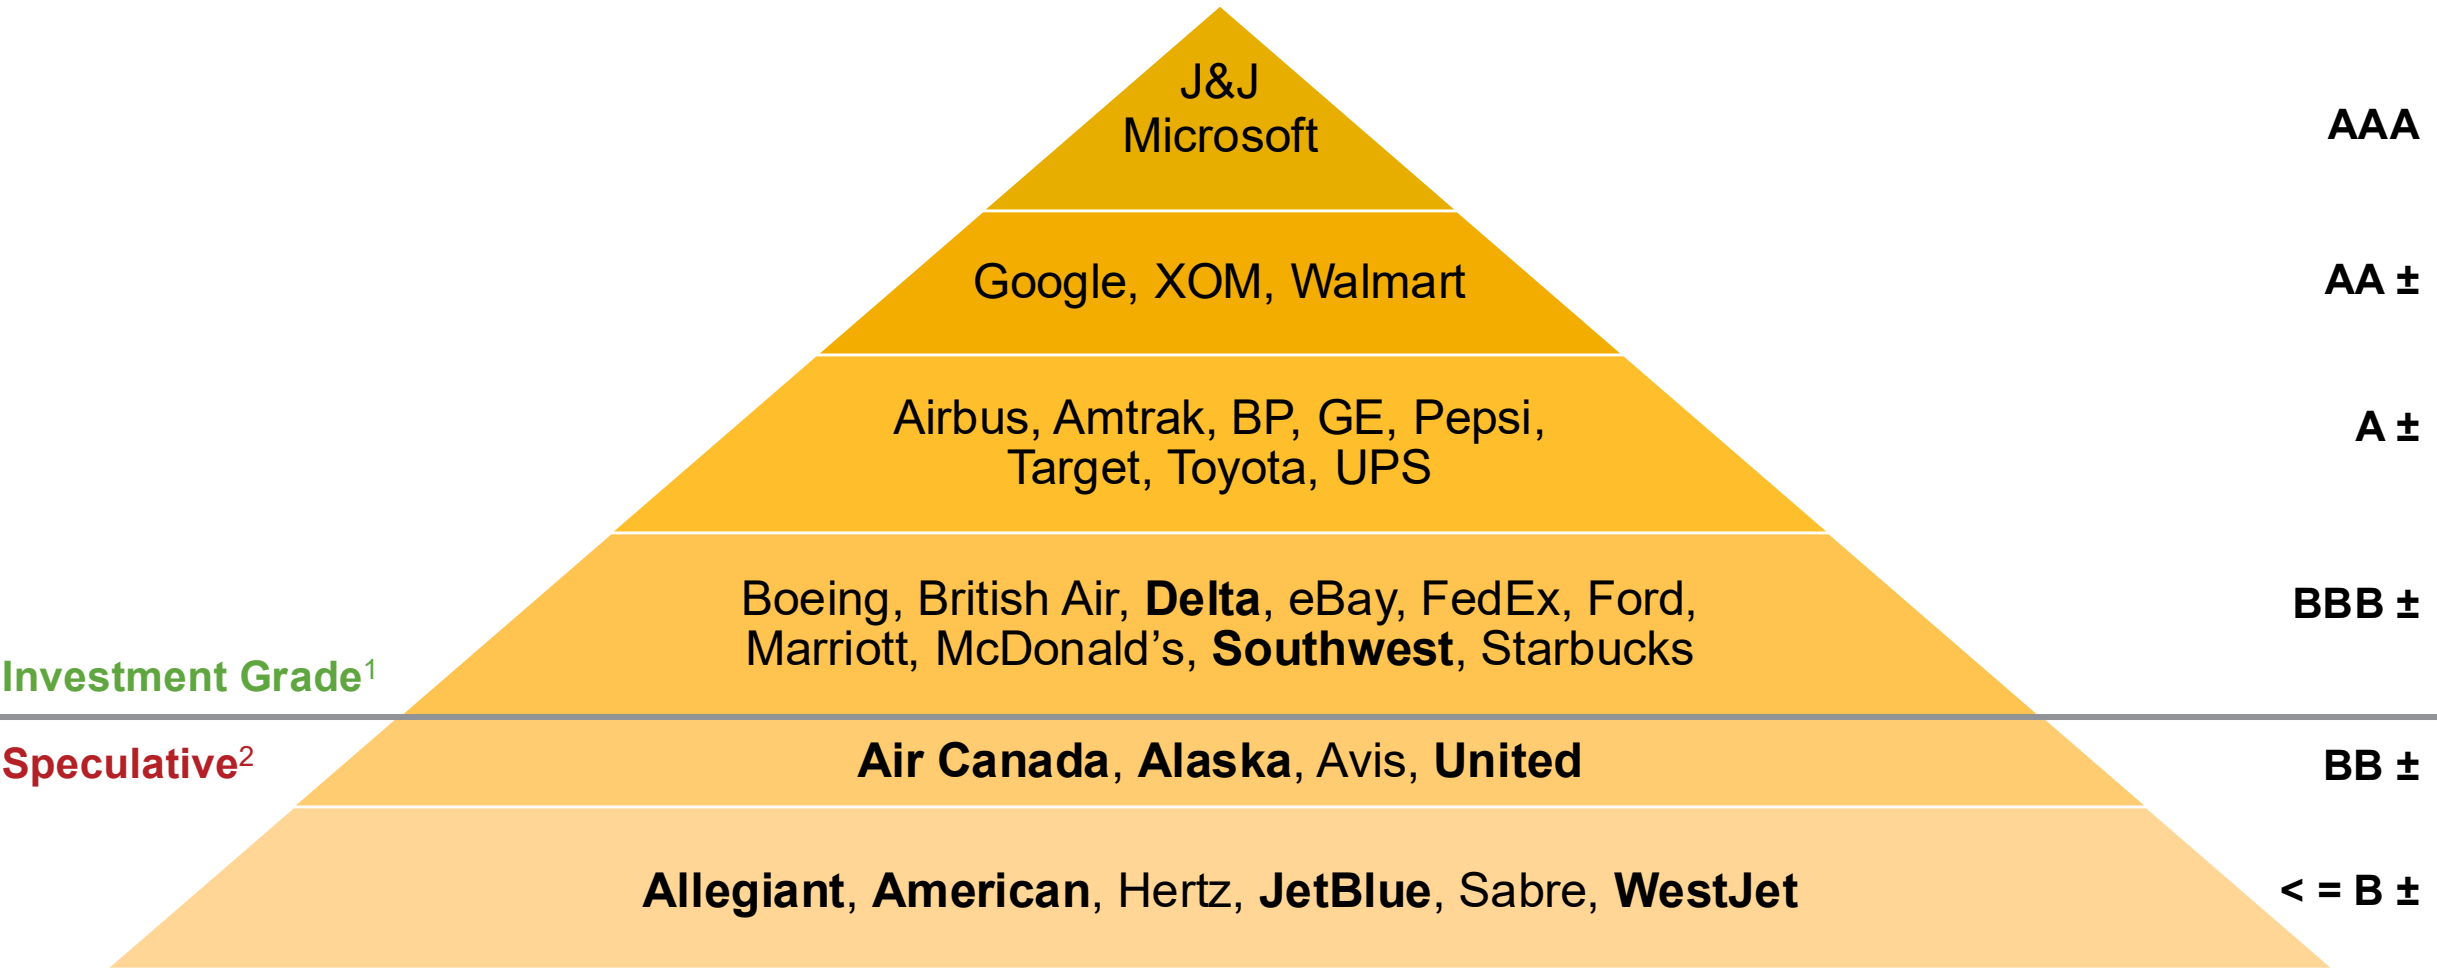 J&J
Microsoft
AAA
Google, XOM, Walmart
AA ±
Airbus, Amtrak, BP, GE, Pepsi,
Target, Toyota, UPS
A ±
Boeing, British Air, Delta, eBay, FedEx, Ford,
Marriott, McDonald’s, Southwest, Starbucks
BBB ±
Investment Grade¹
Speculative²
Air Canada, Alaska, Avis, United
BB ±
Allegiant, American, Hertz, JetBlue, Sabre, WestJet
< = B ±